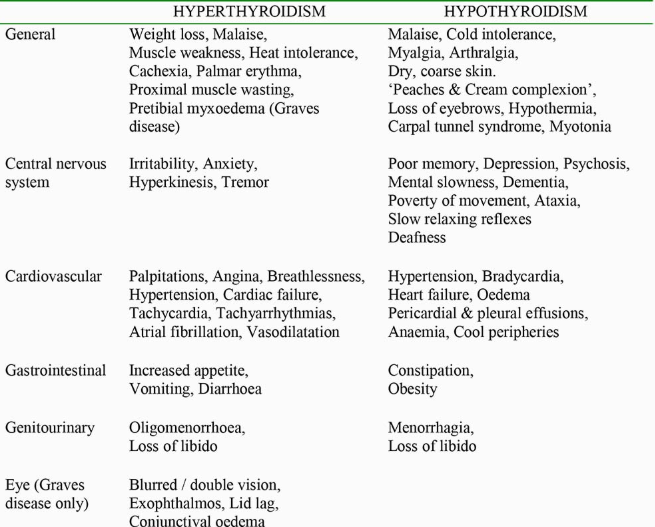 HYPERTHYROIDISM HYPOTHYROIDISM
General Weight loss, Malaise, Malaise, Cold intolerance,
Muscle weakness, Heat intolerance, Myalgia, Arthralgia,
Cachexia, Palmar erythma, Dry, coarse skin.
Proximal muscle wasting, ‘Peaches & Cream complexion’,
Pretibial myxoedema (Graves Loss of eyebrows, Hypothermia,
disease) Carpal tunnel syndrome, Myotonia
Central nervous Irritability, Anxiety, Poor memory, Depression, Psychosis,
system Hyperkinesis, Tremor Mental slowness, Dementia,
Poverty of movement, Ataxia,
Slow relaxing reflexes
Deafness
Cardiovascular Palpitations, Angina, Breathlessness, Hypertension, Bradycardia,
Hypertension, Cardiac failure, Heart failure, Oedema
Tachycardia, Tachyarrhythmias, Pericardial & pleural effusions,
Atrial fibrillation, Vasodilatation Anaemia, Cool peripheries
Gastrointestinal Increased appetite, Constipation,
Vomiting, Diarrhoea Obesity
Genitourinary Oligomenorrhoea, Menorrhagia,
Loss of libido Loss of libido
Eye (Graves Blurred / double vision,
disease only) Exophthalmos, Lid lag,
Conjunctival oedema